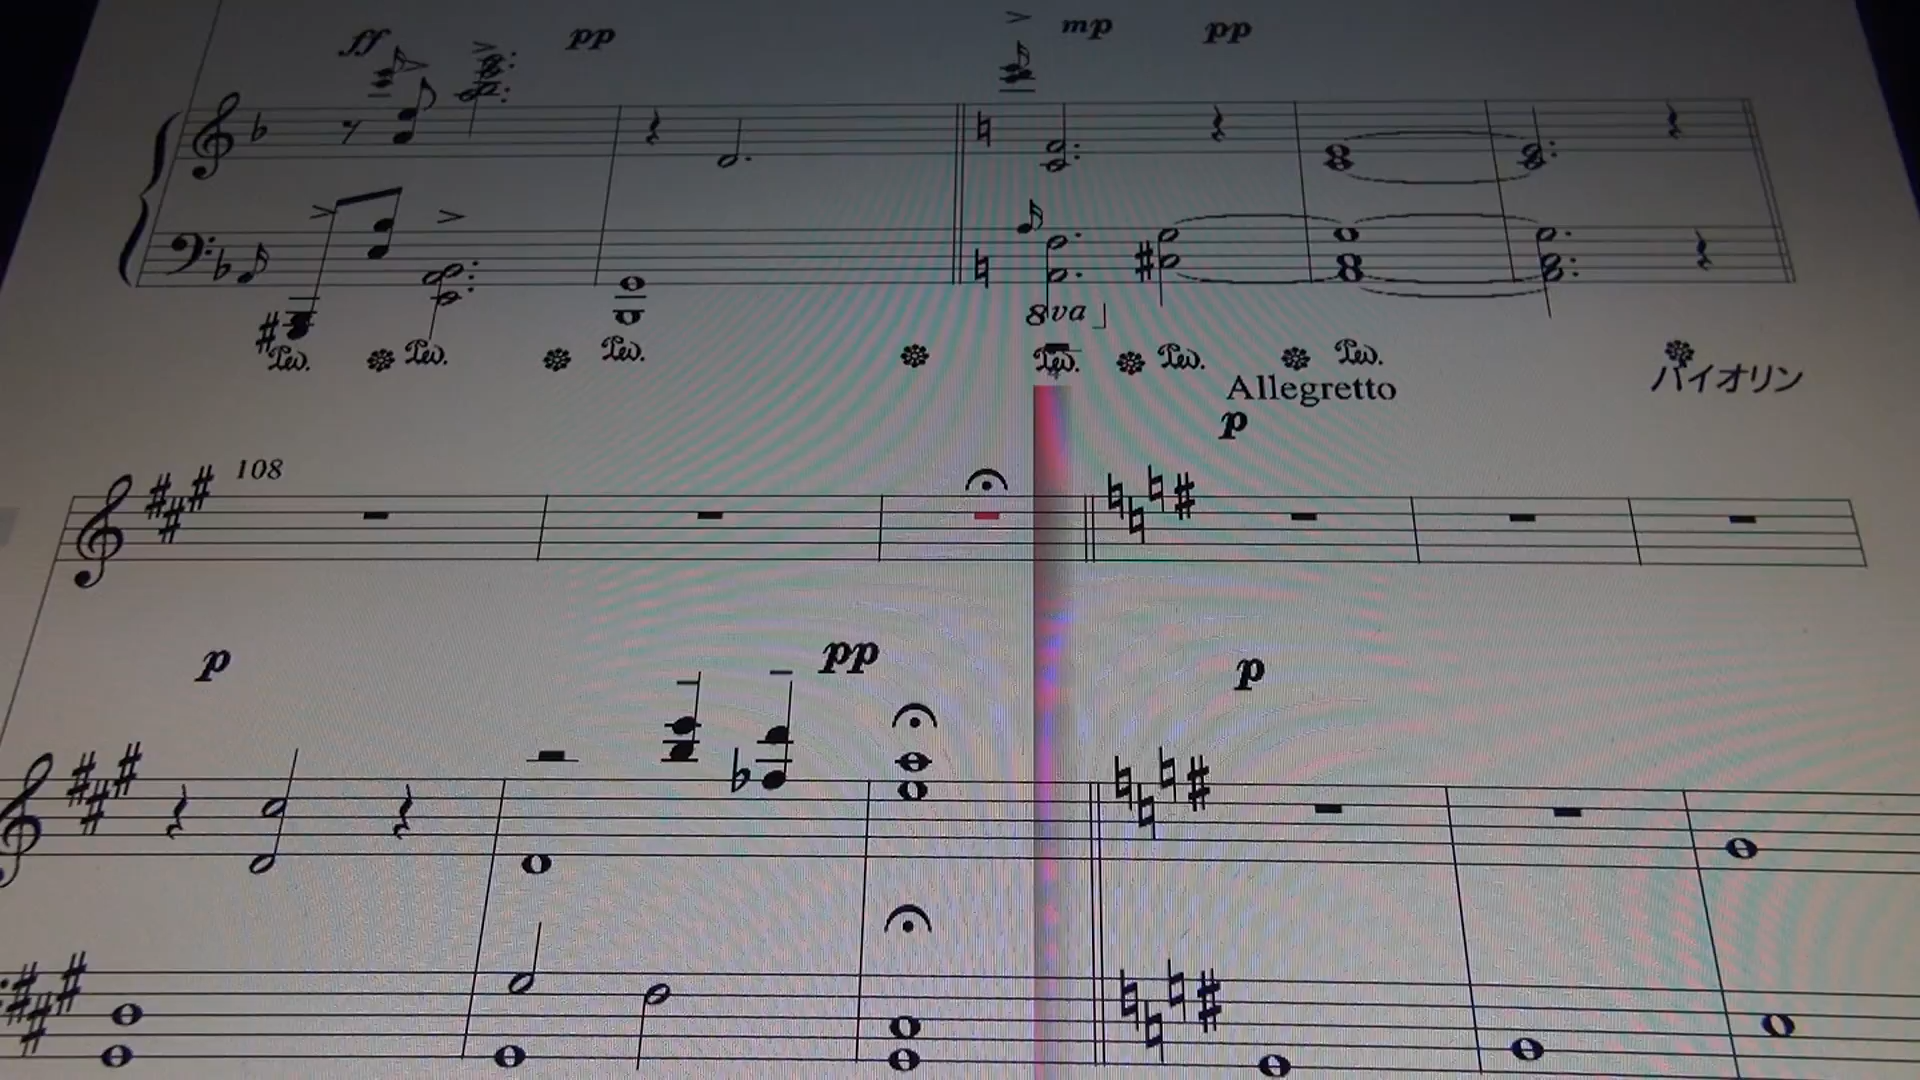 ff pp mp pp
8va
Ped. Ped. Ped. Ped. Ped. Ped.
Allegretto
バイオリン
p
108
p pp p